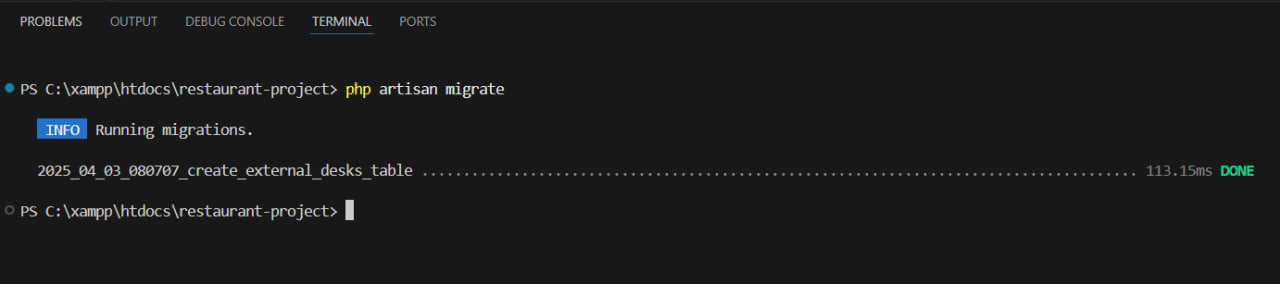 PROBLEMS OUTPUT DEBUG CONSOLE TERMINAL PORTS
PS C:\xampp\htdocs\restaurant-project> php artisan migrate
INFO Running migrations.
2025_04_03_080707_create_external_desks_table ...................................................................................... 113.15ms DONE
PS C:\xampp\htdocs\restaurant-project>